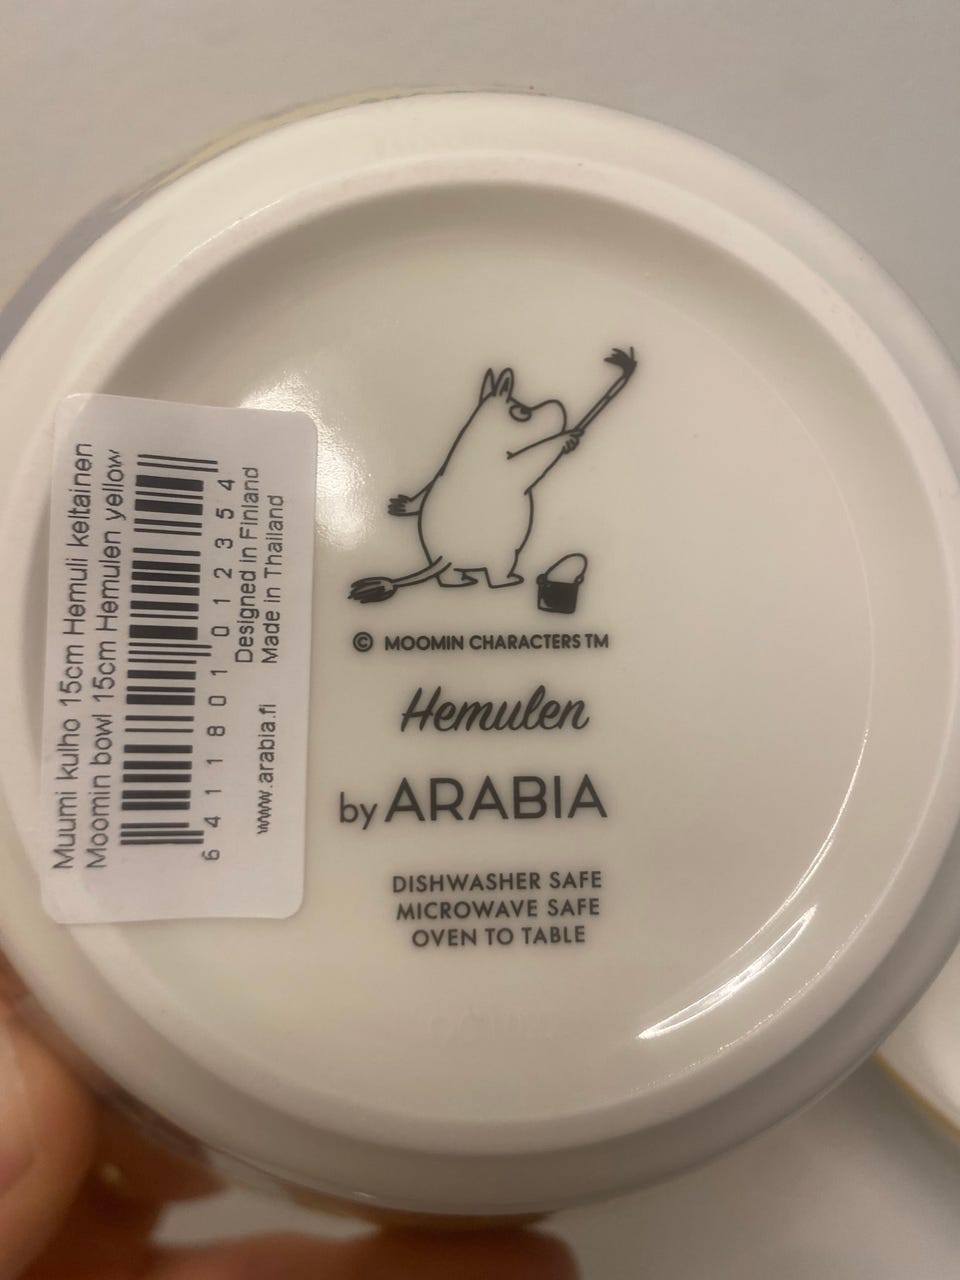 Muumi kulho 15cm Hemuli keltainen
Moomin bowl 15cm Hemulen yellow
6 411801 012354
Designed in Finland
www.arabia.fi Made in Thailand
© MOOMIN CHARACTERS TM
Hemulen
by ARABIA
DISHWASHER SAFE
MICROWAVE SAFE
OVEN TO TABLE